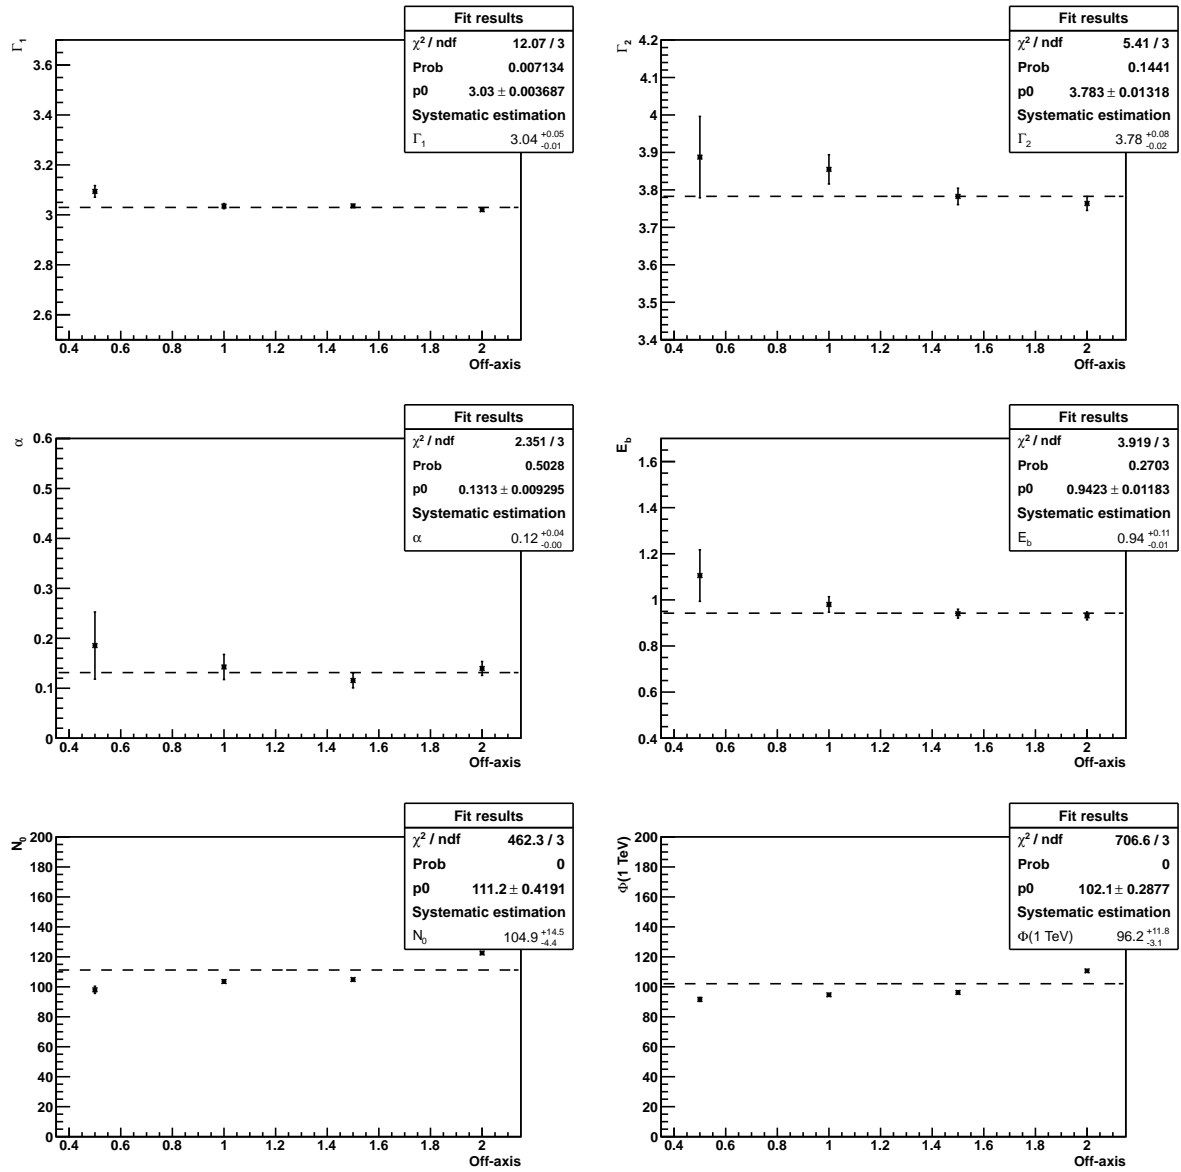 Fit results
χ² / ndf 12.07 / 3
Prob 0.007134
p0 3.03 ± 0.003687
Systematic estimation
Γ₁ 3.04 +0.05 -0.01
Γ₁
3.6
3.4
3.2
3
2.8
2.6
0.4 0.6 0.8 1 1.2 1.4 1.6 1.8 2
Off-axis
Fit results
χ² / ndf 5.41 / 3
Prob 0.1441
p0 3.783 ± 0.01318
Systematic estimation
Γ₂ 3.78 +0.08 -0.02
Γ₂
4.2
4.1
4
3.9
3.8
3.7
3.6
3.5
3.4
0.4 0.6 0.8 1 1.2 1.4 1.6 1.8 2
Off-axis
Fit results
χ² / ndf 2.351 / 3
Prob 0.5028
p0 0.1313 ± 0.009295
Systematic estimation
α 0.12 +0.04 -0.00
α
0.6
0.5
0.4
0.3
0.2
0.1
0
0.4 0.6 0.8 1 1.2 1.4 1.6 1.8 2
Off-axis
Fit results
χ² / ndf 3.919 / 3
Prob 0.2703
p0 0.9423 ± 0.01183
Systematic estimation
E_b 0.94 +0.11 -0.01
E_b
1.6
1.4
1.2
1
0.8
0.6
0.4
0.4 0.6 0.8 1 1.2 1.4 1.6 1.8 2
Off-axis
Fit results
χ² / ndf 462.3 / 3
Prob 0
p0 111.2 ± 0.4191
Systematic estimation
N₀ 104.9 +14.5 -4.4
N₀
200
180
160
140
120
100
80
60
40
20
0
0.4 0.6 0.8 1 1.2 1.4 1.6 1.8 2
Off-axis
Fit results
χ² / ndf 706.6 / 3
Prob 0
p0 102.1 ± 0.2877
Systematic estimation
Φ(1 TeV) 96.2 +11.8 -3.1
Φ(1 TeV)
200
180
160
140
120
100
80
60
40
20
0
0.4 0.6 0.8 1 1.2 1.4 1.6 1.8 2
Off-axis